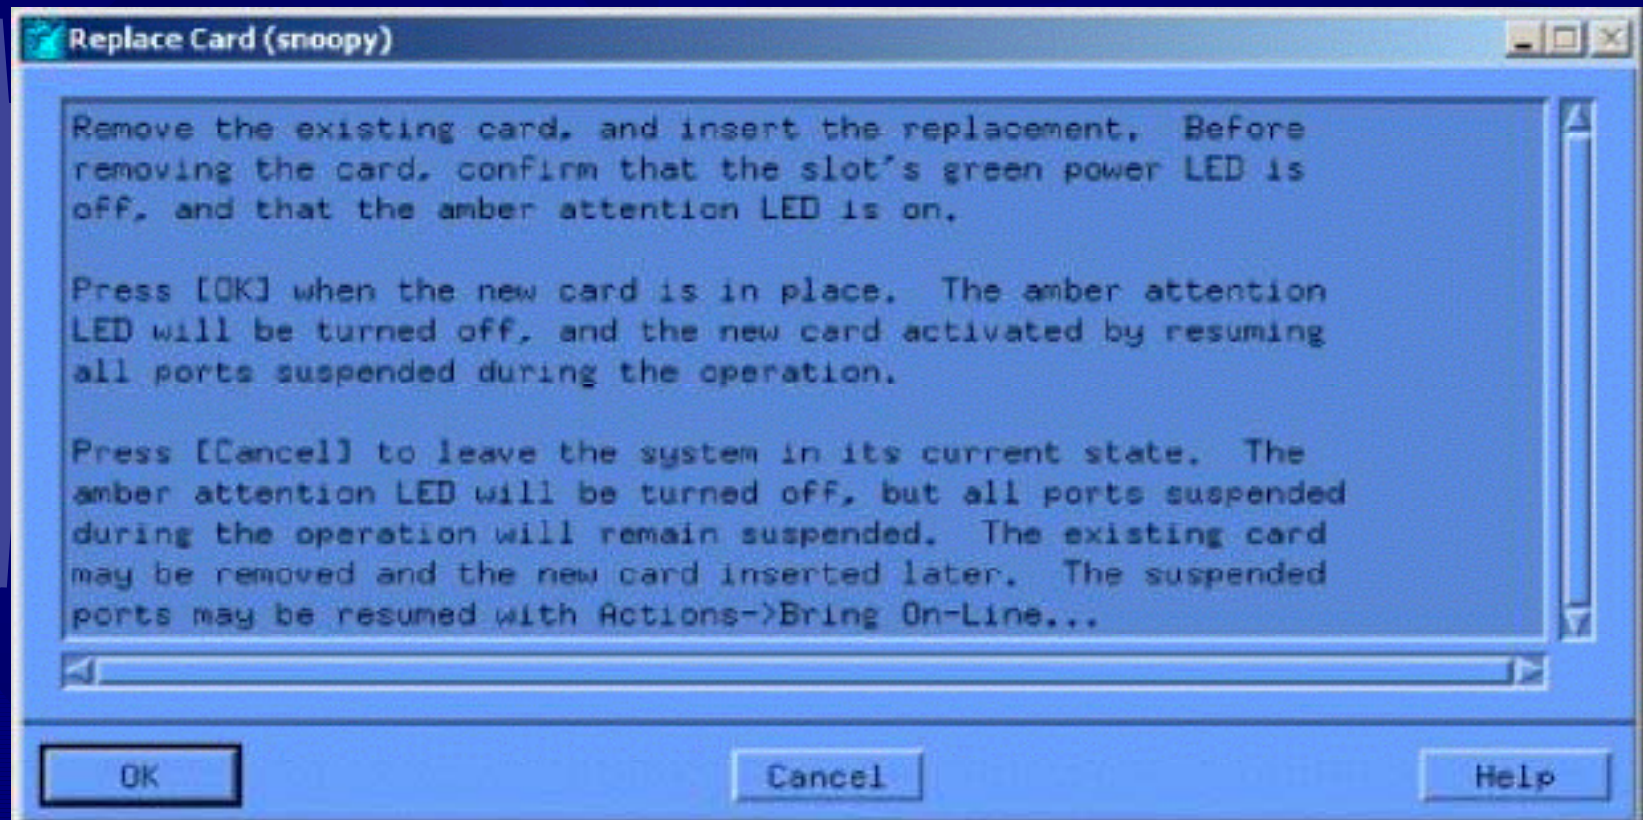 Replace Card (snoopy)
Remove the existing card, and insert the replacement.  Before
removing the card, confirm that the slot's green power LED is
off, and that the amber attention LED is on.
Press [OK] when the new card is in place.  The amber attention
LED will be turned off, and the new card activated by resuming
all ports suspended during the operation.
Press [Cancel] to leave the system in its current state.  The
amber attention LED will be turned off, but all ports suspended
during the operation will remain suspended.  The existing card
may be removed and the new card inserted later.  The suspended
ports may be resumed with Actions->Bring On-Line...
OK
Cancel
Help